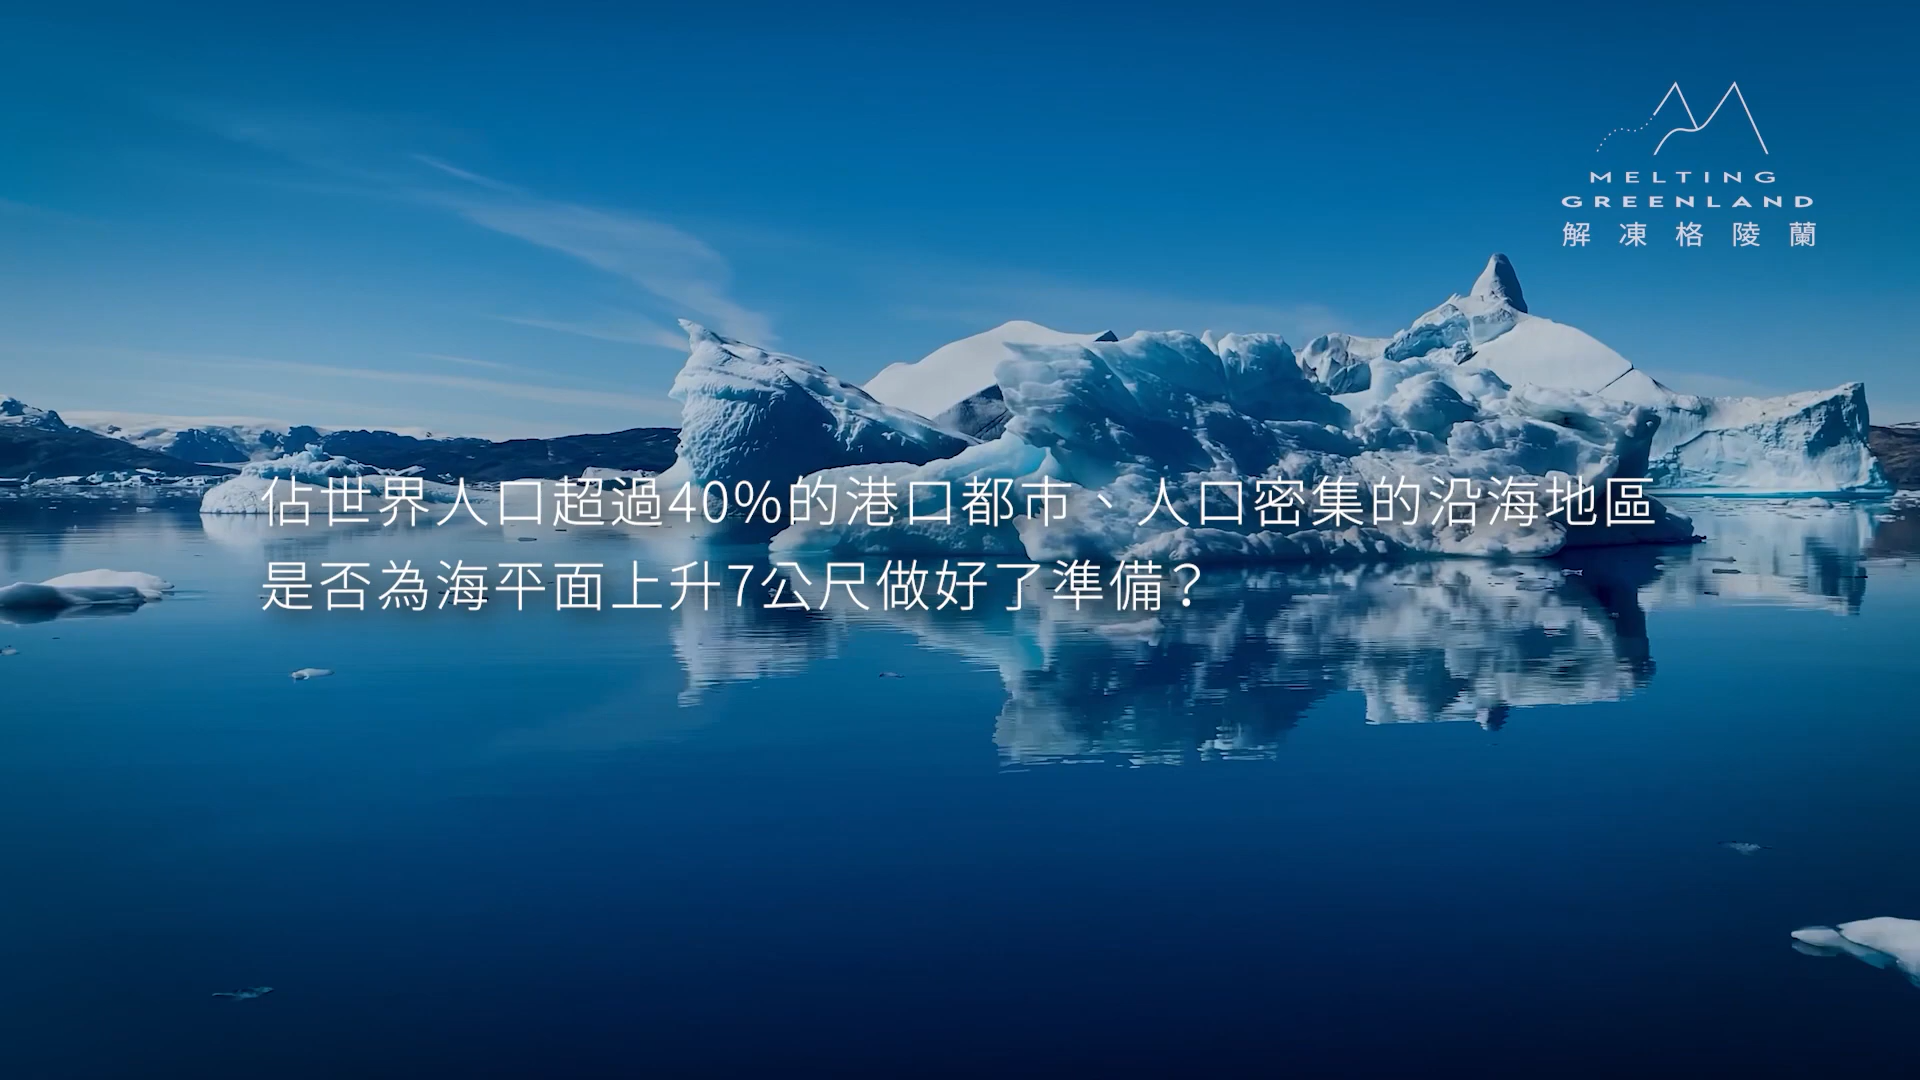 MELTING
GREENLAND
解凍格陵蘭
佔世界人口超過40%的港口都市、人口密集的沿海地區
是否為海平面上升7公尺做好了準備？